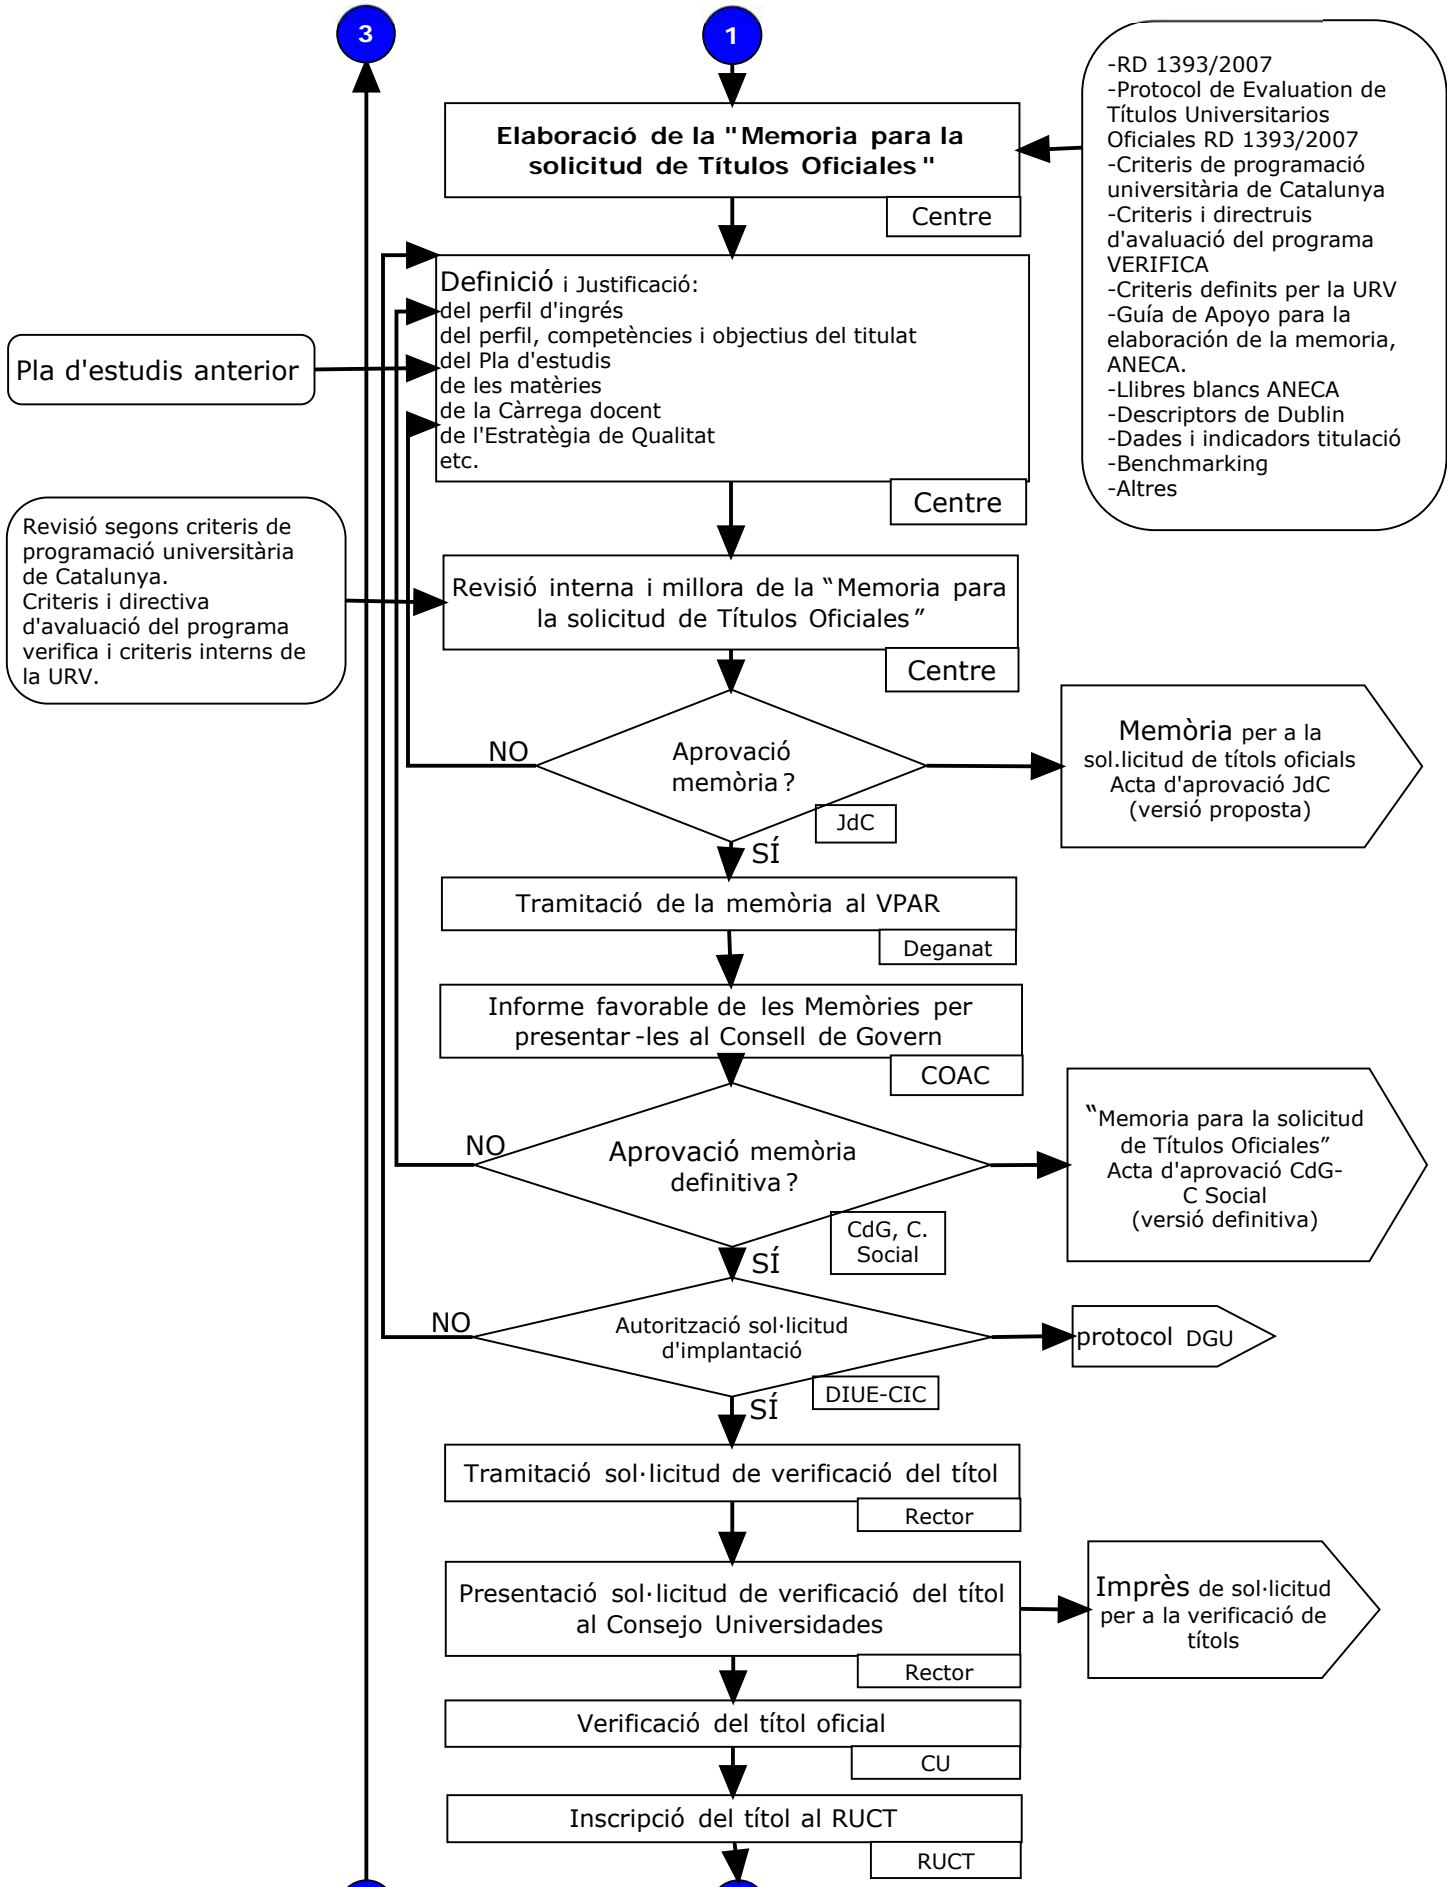 3
1
-RD 1393/2007
-Protocol de Evaluation de
Títulos Universitarios
Oficiales RD 1393/2007
-Criteris de programació
universitària de Catalunya
-Criteris i directruis
d'avaluació del programa
VERIFICA
-Criteris definits per la URV
-Guía de Apoyo para la
elaboración de la memoria,
ANECA.
-Llibres blancs ANECA
-Descriptors de Dublin
-Dades i indicadors titulació
-Benchmarking
-Altres
Elaboració de la "Memoria para la
solicitud de Títulos Oficiales"
Centre
Definició i Justificació:
del perfil d'ingrés
del perfil, competències i objectius del titulat
del Pla d'estudis
de les matèries
de la Càrrega docent
de l'Estratègia de Qualitat
etc.
Centre
Pla d'estudis anterior
Revisió segons criteris de
programació universitària
de Catalunya.
Criteris i directiva
d'avaluació del programa
verifica i criteris interns de
la URV.
Revisió interna i millora de la “Memoria para
la solicitud de Títulos Oficiales”
Centre
NO
Aprovació
memòria?
JdC
SÍ
Memòria per a la
sol.licitud de títols oficials
Acta d'aprovació JdC
(versió proposta)
Tramitació de la memòria al VPAR
Deganat
Informe favorable de les Memòries per
presentar-les al Consell de Govern
COAC
NO
Aprovació memòria
definitiva?
CdG, C.
Social
SÍ
“Memoria para la solicitud
de Títulos Oficiales”
Acta d'aprovació CdG-
C Social
(versió definitiva)
NO
Autorització sol·licitud
d'implantació
DIUE-CIC
SÍ
protocol DGU
Tramitació sol·licitud de verificació del títol
Rector
Presentació sol·licitud de verificació del títol
al Consejo Universidades
Rector
Imprès de sol·licitud
per a la verificació de
títols
Verificació del títol oficial
CU
Inscripció del títol al RUCT
RUCT